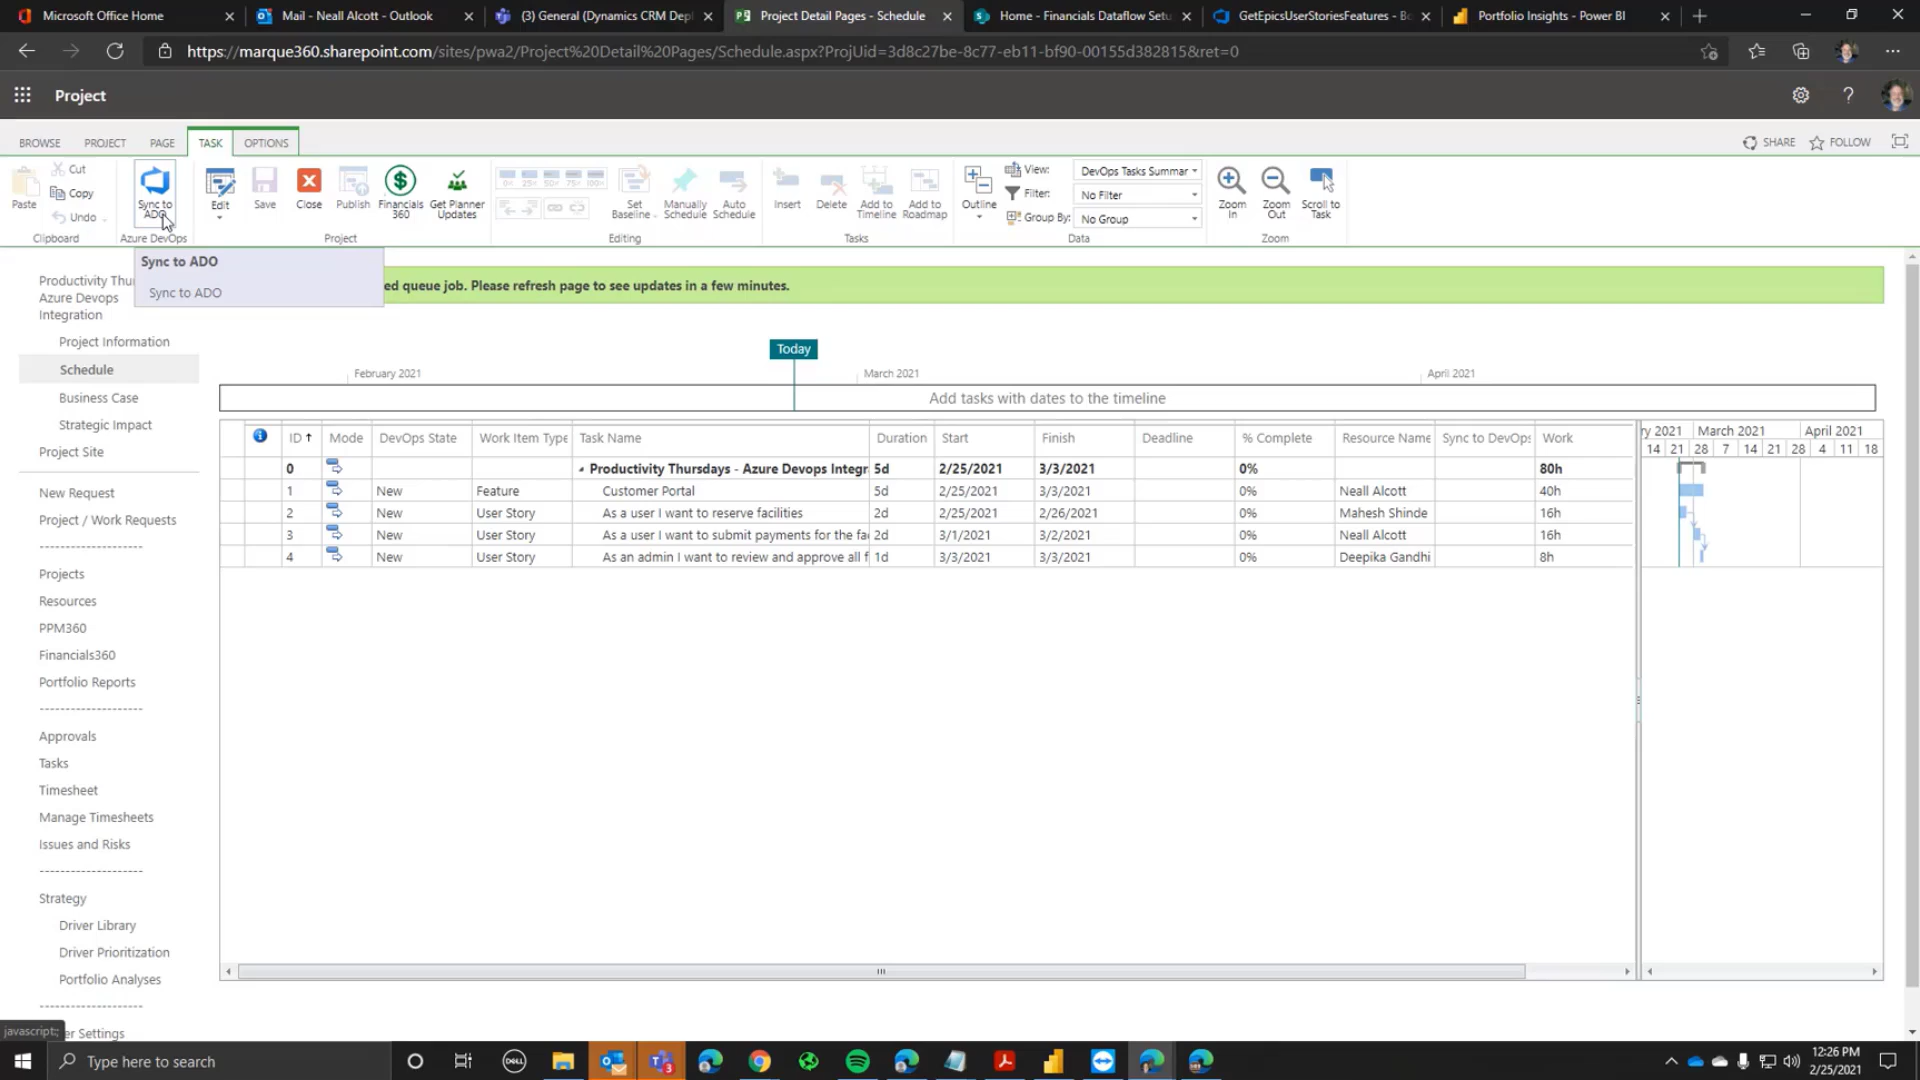 Microsoft Office Home
Mail - Neall Alcott - Outlook
(3) General (Dynamics CRM Dep
Project Detail Pages - Schedule
Home - Financials Dataflow Setu
GetEpicsUserStoriesFeatures - Bo
Portfolio Insights - Power BI
https://marque360.sharepoint.com/sites/pwa2/Project%20Detail%20Pages/Schedule.aspx?ProjUid=3d8c27be-8c77-eb11-bf90-00155d382815&ret=0
Project
BROWSE PROJECT PAGE TASK OPTIONS
SHARE FOLLOW
Paste
Cut
Copy
Undo
Clipboard
Sync to ADO
Azure DevOps
Edit
Save
Close
Publish
Financials 360
Get Planner Updates
Project
0% 25% 50% 75% 100%
Set Baseline
Manually Schedule
Auto Schedule
Editing
Insert
Delete
Add to Timeline
Add to Roadmap
Tasks
Outline
View: DevOps Tasks Summar
Filter: No Filter
Group By: No Group
Data
Zoom In
Zoom Out
Scroll to Task
Zoom
Sync to ADO
Sync to ADO
ed queue job. Please refresh page to see updates in a few minutes.
Productivity Thu
Azure Devops
Integration
Project Information
Schedule
Business Case
Strategic Impact
Project Site
New Request
Project / Work Requests
--------------------
Projects
Resources
PPM360
Financials360
Portfolio Reports
--------------------
Approvals
Tasks
Timesheet
Manage Timesheets
Issues and Risks
--------------------
Strategy
Driver Library
Driver Prioritization
Portfolio Analyses
--------------------
er Settings
javascript:;
Today
February 2021 March 2021 April 2021
Add tasks with dates to the timeline
ID Mode DevOps State Work Item Type Task Name Duration Start Finish Deadline % Complete Resource Name Sync to DevOps Work
0 Productivity Thursdays - Azure Devops Integr 5d 2/25/2021 3/3/2021 0% 80h
1 New Feature Customer Portal 5d 2/25/2021 3/3/2021 0% Neall Alcott 40h
2 New User Story As a user I want to reserve facilities 2d 2/25/2021 2/26/2021 0% Mahesh Shinde 16h
3 New User Story As a user I want to submit payments for the fa 2d 3/1/2021 3/2/2021 0% Neall Alcott 16h
4 New User Story As an admin I want to review and approve all f 1d 3/3/2021 3/3/2021 0% Deepika Gandhi 8h
ry 2021 March 2021 April 2021
14 21 28 7 14 21 28 4 11 18
Type here to search
DELL
3
12:26 PM
2/25/2021